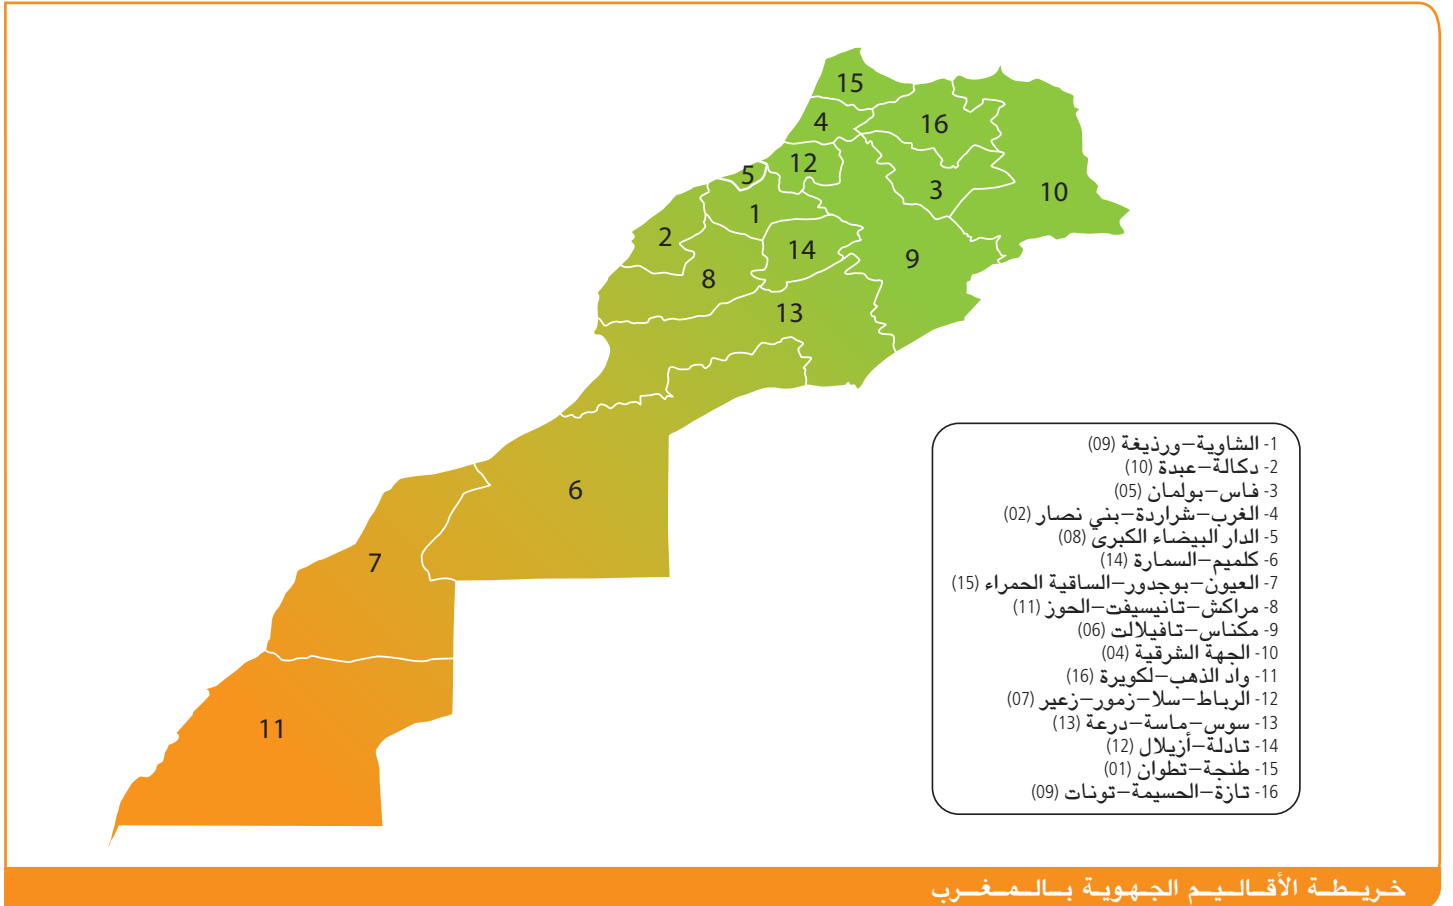 15
4
16
12
5
3
10
1
2
14
9
8
13
6
7
11
1- الشاوية–ورذيغة (09)
2- دكالة–عبدة (10)
3- فاس–بولمان (05)
4- الغرب–شراردة–بني نصار (02)
5- الدار البيضاء الكبرى (08)
6- كلميم–السمارة (14)
7- العيون–بوجدور–الساقية الحمراء (15)
8- مراكش–تانيسيفت–الحوز (11)
9- مكناس–تافيلالت (06)
10- الجهة الشرقية (04)
11- واد الذهب–لكويرة (16)
12- الرباط–سلا–زمور–زعير (07)
13- سوس–ماسة–درعة (13)
14- تادلة–أزيلال (12)
15- طنجة–تطوان (01)
16- تازة–الحسيمة–تونات (09)
خريطة الأقاليم الجهوية بالمغرب